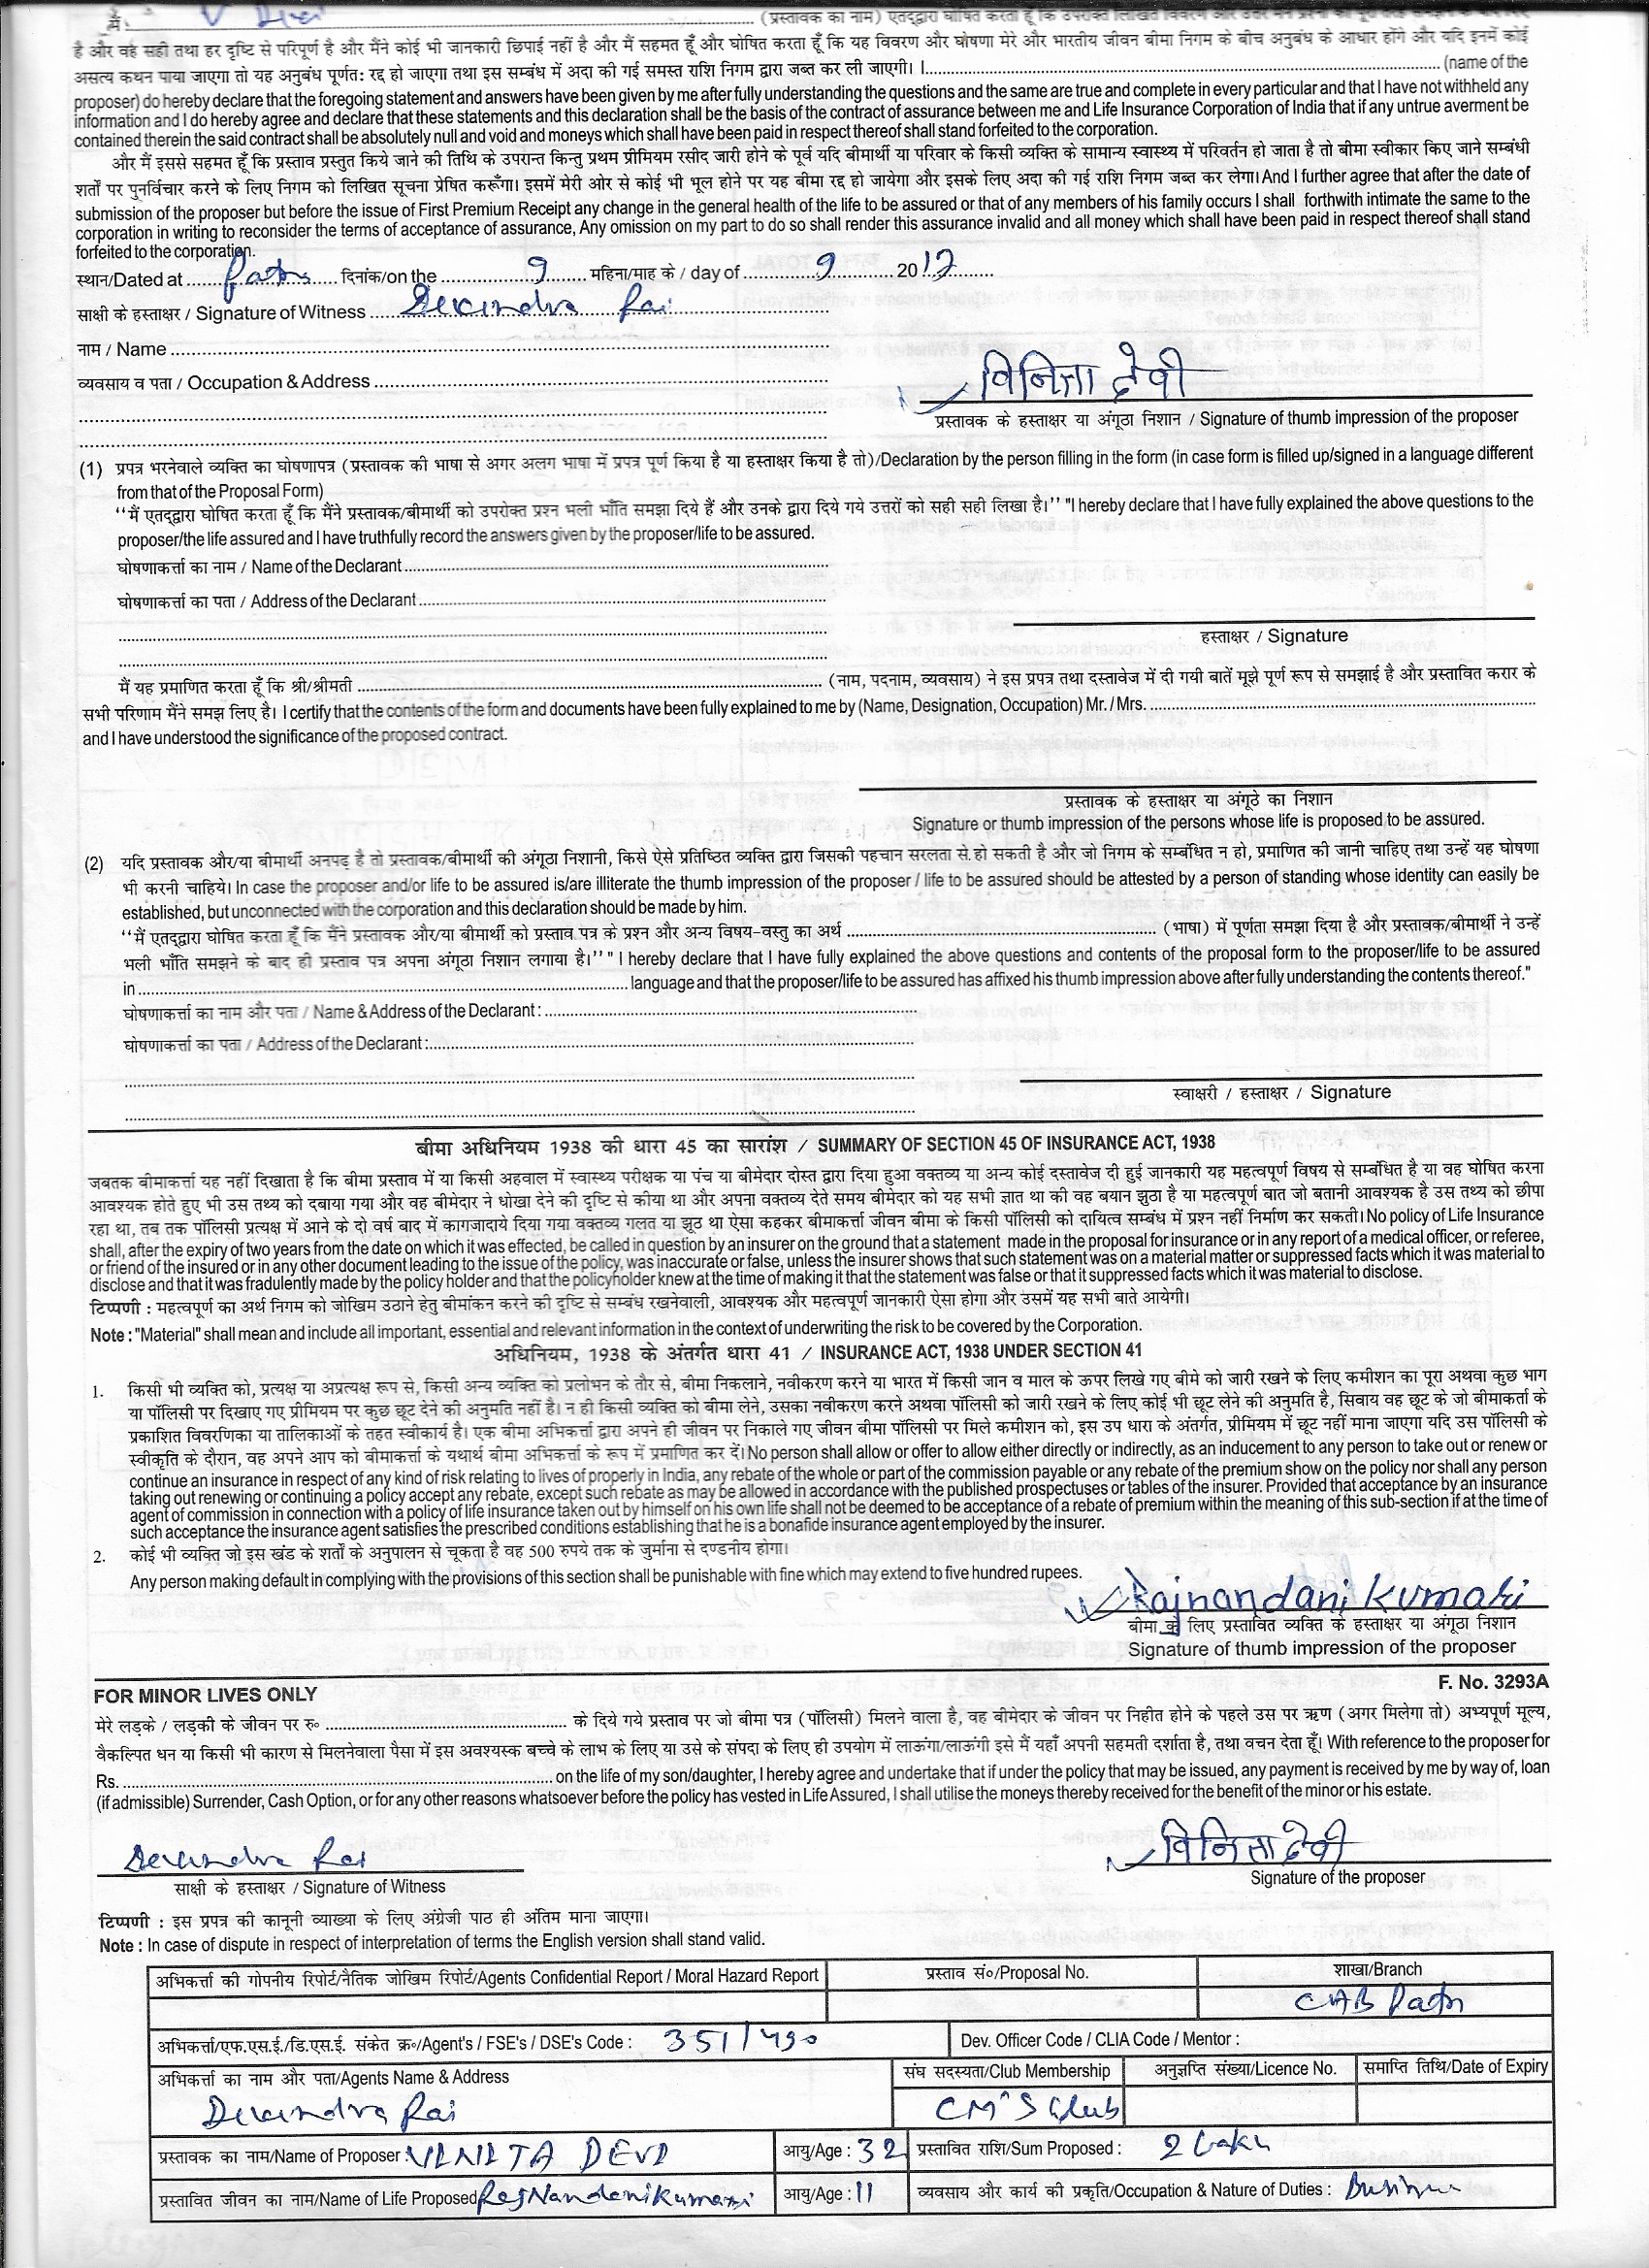 मैं.
V Devi
(प्रस्तावक का नाम) एतद्द्वारा घोषित करता हूँ कि उपरोक्त लिखित विवरण और उत्तर मैंने प्रश्नों को
है और वह सही तथा हर दृष्टि से परिपूर्ण है और मैंने कोई भी जानकारी छिपाई नहीं है और मैं सहमत हूँ और घोषित करता हूँ कि यह विवरण और घोषणा मेरे और भारतीय जीवन बीमा निगम के बीच अनुबंध के आधार होंगे और यदि इनमें कोई
असत्य कथन पाया जाएगा तो यह अनुबंध पूर्णतः रद्द हो जाएगा तथा इस सम्बंध में अदा की गई समस्त राशि निगम द्वारा जब्त कर ली जाएगी। I (name of the
proposer) do hereby declare that the foregoing statement and answers have been given by me after fully understanding the questions and the same are true and complete in every particular and that I have not withheld any
information and I do hereby agree and declare that these statements and this declaration shall be the basis of the contract of assurance between me and Life Insurance Corporation of India that if any untrue averment be
contained therein the said contract shall be absolutely null and void and moneys which shall have been paid in respect thereof shall stand forfeited to the corporation.
और मैं इससे सहमत हूँ कि प्रस्ताव प्रस्तुत किये जाने की तिथि के उपरान्त किन्तु प्रथम प्रीमियम रसीद जारी होने के पूर्व यदि बीमार्थी या परिवार के किसी व्यक्ति के सामान्य स्वास्थ्य में परिवर्तन हो जाता है तो बीमा स्वीकार किए जाने सम्बंधी
शर्तों पर पुनर्विचार करने के लिए निगम को लिखित सूचना प्रेषित करूँगा। इसमें मेरी ओर से कोई भी भूल होने पर यह बीमा रद्द हो जायेगा और इसके लिए अदा की गई राशि निगम जब्त कर लेगा। And I further agree that after the date of
submission of the proposer but before the issue of First Premium Receipt any change in the general health of the life to be assured or that of any members of his family occurs I shall forthwith intimate the same to the
corporation in writing to reconsider the terms of acceptance of assurance, Any omission on my part to do so shall render this assurance invalid and all money which shall have been paid in respect thereof shall stand
forfeited to the corporation.
स्थान/Dated at Patna दिनांक/on the 9 महिना/माह के / day of 9 2017
साक्षी के हस्ताक्षर / Signature of Witness Devendra Rai
नाम / Name
व्यवसाय व पता / Occupation & Address
विनिता देवी
प्रस्तावक के हस्ताक्षर या अंगूठा निशान / Signature of thumb impression of the proposer
(1) प्रपत्र भरनेवाले व्यक्ति का घोषणापत्र (प्रस्तावक की भाषा से अगर अलग भाषा में प्रपत्र पूर्ण किया है या हस्ताक्षर किया है तो)/Declaration by the person filling in the form (in case form is filled up/signed in a language different
from that of the Proposal Form)
‘‘मैं एतद्द्वारा घोषित करता हूँ कि मैंने प्रस्तावक/बीमार्थी को उपरोक्त प्रश्न भली भाँति समझा दिये हैं और उनके द्वारा दिये गये उत्तरों को सही सही लिखा है।’’ "I hereby declare that I have fully explained the above questions to the
proposer/the life assured and I have truthfully record the answers given by the proposer/life to be assured.
घोषणाकर्त्ता का नाम / Name of the Declarant
घोषणाकर्त्ता का पता / Address of the Declarant
हस्ताक्षर / Signature
मैं यह प्रमाणित करता हूँ कि श्री/श्रीमती (नाम, पदनाम, व्यवसाय) ने इस प्रपत्र तथा दस्तावेज में दी गयी बातें मूझे पूर्ण रूप से समझाई है और प्रस्तावित करार के
सभी परिणाम मैंने समझ लिए है। I certify that the contents of the form and documents have been fully explained to me by (Name, Designation, Occupation) Mr. / Mrs.
and I have understood the significance of the proposed contract.
प्रस्तावक के हस्ताक्षर या अंगूठे का निशान
Signature or thumb impression of the persons whose life is proposed to be assured.
(2) यदि प्रस्तावक और/या बीमार्थी अनपढ़ है तो प्रस्तावक/बीमार्थी की अंगूठा निशानी, किसे ऐसे प्रतिष्ठित व्यक्ति द्वारा जिसकी पहचान सरलता से हो सकती है और जो निगम के सम्बंधित न हो, प्रमाणित की जानी चाहिए तथा उन्हें यह घोषणा
भी करनी चाहिये। In case the proposer and/or life to be assured is/are illiterate the thumb impression of the proposer / life to be assured should be attested by a person of standing whose identity can easily be
established, but unconnected with the corporation and this declaration should be made by him.
‘‘मैं एतद्द्वारा घोषित करता हूँ कि मैंने प्रस्तावक और/या बीमार्थी को प्रस्ताव पत्र के प्रश्न और अन्य विषय-वस्तु का अर्थ (भाषा) में पूर्णता समझा दिया है और प्रस्तावक/बीमार्थी ने उन्हें
भली भाँति समझने के बाद ही प्रस्ताव पत्र अपना अंगूठा निशान लगाया है।’’ " I hereby declare that I have fully explained the above questions and contents of the proposal form to the proposer/life to be assured
in language and that the proposer/life to be assured has affixed his thumb impression above after fully understanding the contents thereof."
घोषणाकर्त्ता का नाम और पता / Name & Address of the Declarant :
घोषणाकर्त्ता का पता / Address of the Declarant :
स्वाक्षरी / हस्ताक्षर / Signature
बीमा अधिनियम 1938 की धारा 45 का सारांश / SUMMARY OF SECTION 45 OF INSURANCE ACT, 1938
जबतक बीमाकर्त्ता यह नहीं दिखाता है कि बीमा प्रस्ताव में या किसी अहवाल में स्वास्थ्य परीक्षक या पंच या बीमेदार दोस्त द्वारा दिया हुआ वक्तव्य या अन्य कोई दस्तावेज दी हुई जानकारी यह महत्वपूर्ण विषय से सम्बंधित है या वह घोषित करना
आवश्यक होते हुए भी उस तथ्य को दबाया गया और वह बीमेदार ने धोखा देने की दृष्टि से कीया था और अपना वक्तव्य देते समय बीमेदार को यह सभी ज्ञात था की वह बयान झुठा है या महत्वपूर्ण बात जो बतानी आवश्यक है उस तथ्य को छीपा
रहा था, तब तक पॉलिसी प्रत्यक्ष में आने के दो वर्ष बाद में कागजादाये दिया गया वक्तव्य गलत या झूठ था ऐसा कहकर बीमाकर्त्ता जीवन बीमा के किसी पॉलिसी को दायित्व सम्बंध में प्रश्न नहीं निर्माण कर सकती। No policy of Life Insurance
shall, after the expiry of two years from the date on which it was effected, be called in question by an insurer on the ground that a statement made in the proposal for insurance or in any report of a medical officer, or referee,
or friend of the insured or in any other document leading to the issue of the policy, was inaccurate or false, unless the insurer shows that such statement was on a material matter or suppressed facts which it was material to
disclose and that it was fradulently made by the policy holder and that the policyholder knew at the time of making it that the statement was false or that it suppressed facts which it was material to disclose.
टिप्पणी : महत्वपूर्ण का अर्थ निगम को जोखिम उठाने हेतु बीमांकन करने की दृष्टि से सम्बंध रखनेवाली, आवश्यक और महत्वपूर्ण जानकारी ऐसा होगा और उसमें यह सभी बाते आयेगी।
Note : "Material" shall mean and include all important, essential and relevant information in the context of underwriting the risk to be covered by the Corporation.
अधिनियम, 1938 के अंतर्गत धारा 41 / INSURANCE ACT, 1938 UNDER SECTION 41
1. किसी भी व्यक्ति को, प्रत्यक्ष या अप्रत्यक्ष रूप से, किसी अन्य व्यक्ति को प्रलोभन के तौर से, बीमा निकलाने, नवीकरण करने या भारत में किसी जान व माल के ऊपर लिखे गए बीमे को जारी रखने के लिए कमीशन का पूरा अथवा कुछ भाग
या पॉलिसी पर दिखाए गए प्रीमियम पर कुछ छूट देने की अनुमति नहीं है। न ही किसी व्यक्ति को बीमा लेने, उसका नवीकरण करने अथवा पॉलिसी को जारी रखने के लिए कोई भी छूट लेने की अनुमति है, सिवाय वह छूट के जो बीमाकर्ता के
प्रकाशित विवरणिका या तालिकाओं के तहत स्वीकार्य है। एक बीमा अभिकर्त्ता द्वारा अपने ही जीवन पर निकाले गए जीवन बीमा पॉलिसी पर मिले कमीशन को, इस उप धारा के अंतर्गत, प्रीमियम में छूट नहीं माना जाएगा यदि उस पॉलिसी के
स्वीकृति के दौरान, वह अपने आप को बीमाकर्त्ता के यथार्थ बीमा अभिकर्त्ता के रूप में प्रमाणित कर दें। No person shall allow or offer to allow either directly or indirectly, as an inducement to any person to take out or renew or
continue an insurance in respect of any kind of risk relating to lives of properly in India, any rebate of the whole or part of the commission payable or any rebate of the premium show on the policy nor shall any person
taking out renewing or continuing a policy accept any rebate, except such rebate as may be allowed in accordance with the published prospectuses or tables of the insurer. Provided that acceptance by an insurance
agent of commission in connection with a policy of life insurance taken out by himself on his own life shall not be deemed to be acceptance of a rebate of premium within the meaning of this sub-section if at the time of
such acceptance the insurance agent satisfies the prescribed conditions establishing that he is a bonafide insurance agent employed by the insurer.
2. कोई भी व्यक्ति जो इस खंड के शर्तों के अनुपालन से चूकता है वह 500 रुपये तक के जुर्माना से दण्डनीय होगा।
Any person making default in complying with the provisions of this section shall be punishable with fine which may extend to five hundred rupees.
Rajnandani Kumari
बीमा के लिए प्रस्तावित व्यक्ति के हस्ताक्षर या अंगूठा निशान
Signature of thumb impression of the proposer
FOR MINOR LIVES ONLY F. No. 3293A
मेरे लड़के / लड़की के जीवन पर रु॰ के दिये गये प्रस्ताव पर जो बीमा पत्र (पॉलिसी) मिलने वाला है, वह बीमेदार के जीवन पर निहीत होने के पहले उस पर ऋण (अगर मिलेगा तो) अभ्यपूर्ण मूल्य,
वैकल्पित धन या किसी भी कारण से मिलनेवाला पैसा में इस अवयस्क बच्चे के लाभ के लिए या उसे के संपदा के लिए ही उपयोग में लाऊंगा/लाऊंगी इसे मैं यहाँ अपनी सहमती दर्शाता है, तथा वचन देता हूँ। With reference to the proposer for
Rs. on the life of my son/daughter, I hereby agree and undertake that if under the policy that may be issued, any payment is received by me by way of, loan
(if admissible) Surrender, Cash Option, or for any other reasons whatsoever before the policy has vested in Life Assured, I shall utilise the moneys thereby received for the benefit of the minor or his estate.
Devendra Rai विनिता देवी
साक्षी के हस्ताक्षर / Signature of Witness Signature of the proposer
टिप्पणी : इस प्रपत्र की कानूनी व्याख्या के लिए अंग्रेजी पाठ ही अंतिम माना जाएगा।
Note : In case of dispute in respect of interpretation of terms the English version shall stand valid.
अभिकर्त्ता की गोपनीय रिपोर्ट/नैतिक जोखिम रिपोर्ट/Agents Confidential Report / Moral Hazard Report प्रस्ताव सं॰/Proposal No. शाखा/Branch
CAB Patn
अभिकर्त्ता/एफ.एस.ई./डि.एस.ई. संकेत क्र॰/Agent's / FSE's / DSE's Code : 351/490 Dev. Officer Code / CLIA Code / Mentor :
अभिकर्त्ता का नाम और पता/Agents Name & Address संघ सदस्यता/Club Membership अनुज्ञप्ति संख्या/Licence No. समाप्ति तिथि/Date of Expiry
Devendra Rai CM'S Club
प्रस्तावक का नाम/Name of Proposer : VINITA DEVI आयु/Age : 32 प्रस्तावित राशि/Sum Proposed : 2 Lakh
प्रस्तावित जीवन का नाम/Name of Life Proposed RajNandani Kumari आयु/Age : 11 व्यवसाय और कार्य की प्रकृति/Occupation & Nature of Duties : Business